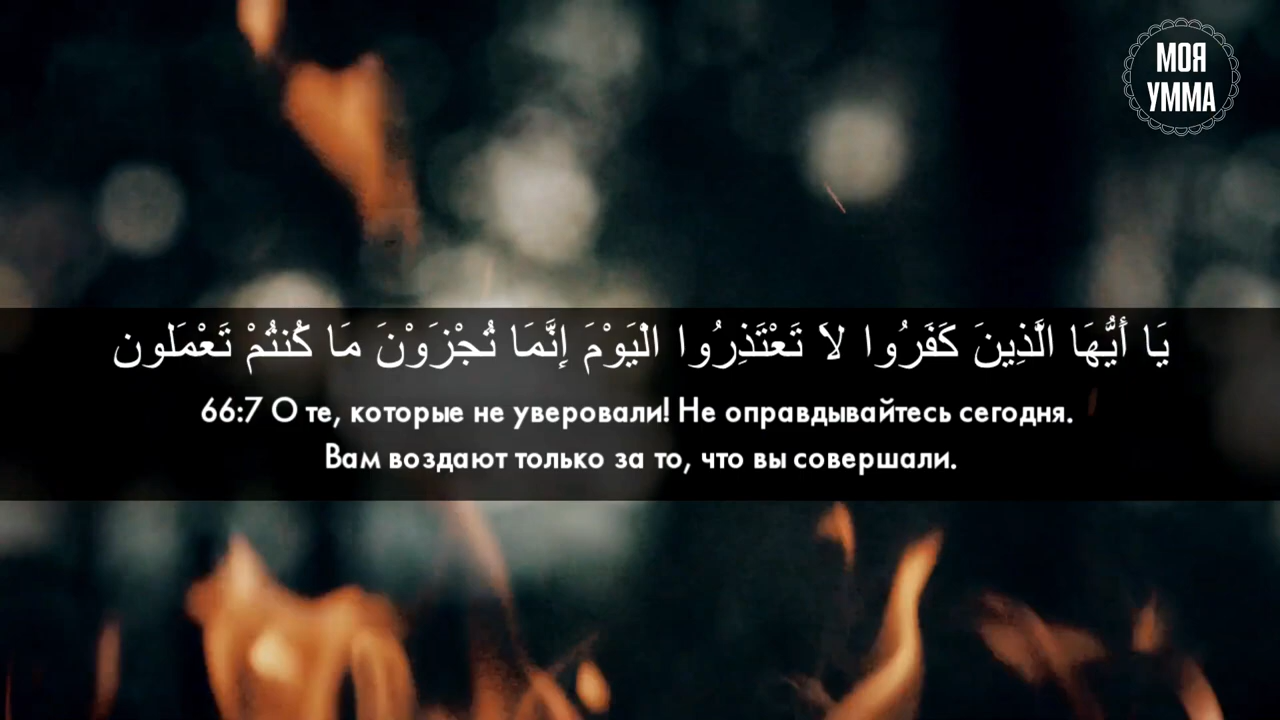 МОЯ
УММА
يَا أَيُّهَا الَّذِينَ كَفَرُوا لاَ تَعْتَذِرُوا الْيَوْمَ إِنَّمَا تُجْزَوْنَ مَا كُنتُمْ تَعْمَلون
66:7 О те, которые не уверовали! Не оправдывайтесь сегодня.
Вам воздают только за то, что вы совершали.